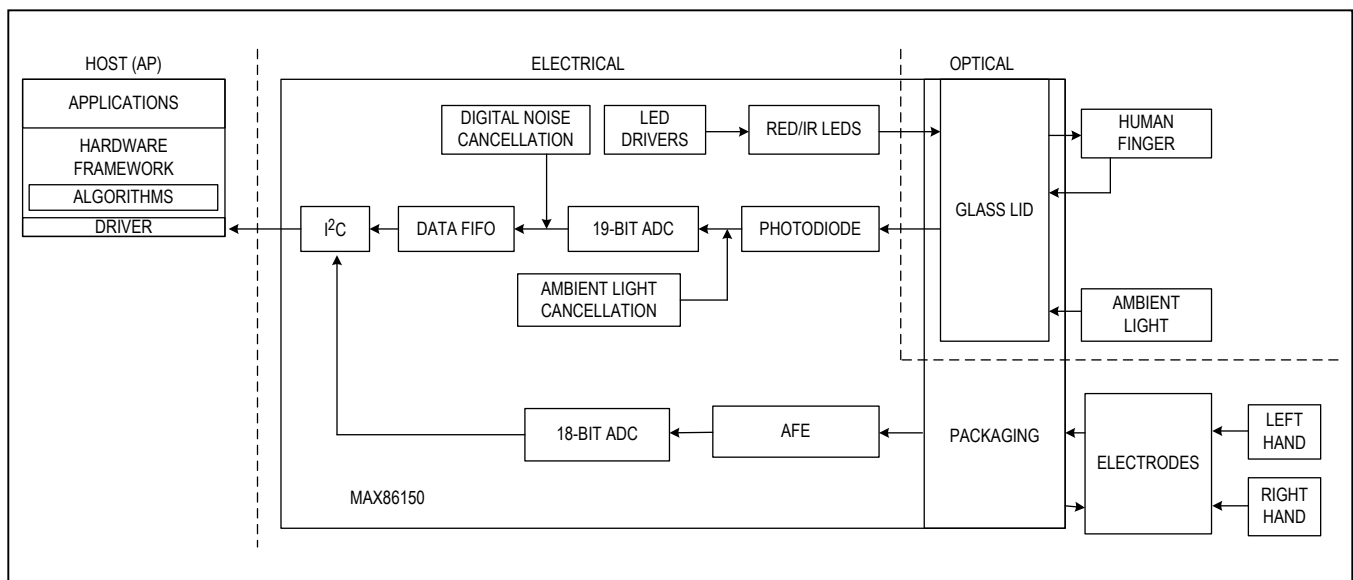 HOST (AP)
ELECTRICAL
OPTICAL
APPLICATIONS
HARDWARE
FRAMEWORK
ALGORITHMS
DRIVER
DIGITAL NOISE
CANCELLATION
LED
DRIVERS
RED/IR LEDS
HUMAN
FINGER
GLASS LID
I²C
DATA FIFO
19-BIT ADC
PHOTODIODE
AMBIENT LIGHT
CANCELLATION
AMBIENT
LIGHT
18-BIT ADC
AFE
PACKAGING
ELECTRODES
LEFT
HAND
RIGHT
HAND
MAX86150